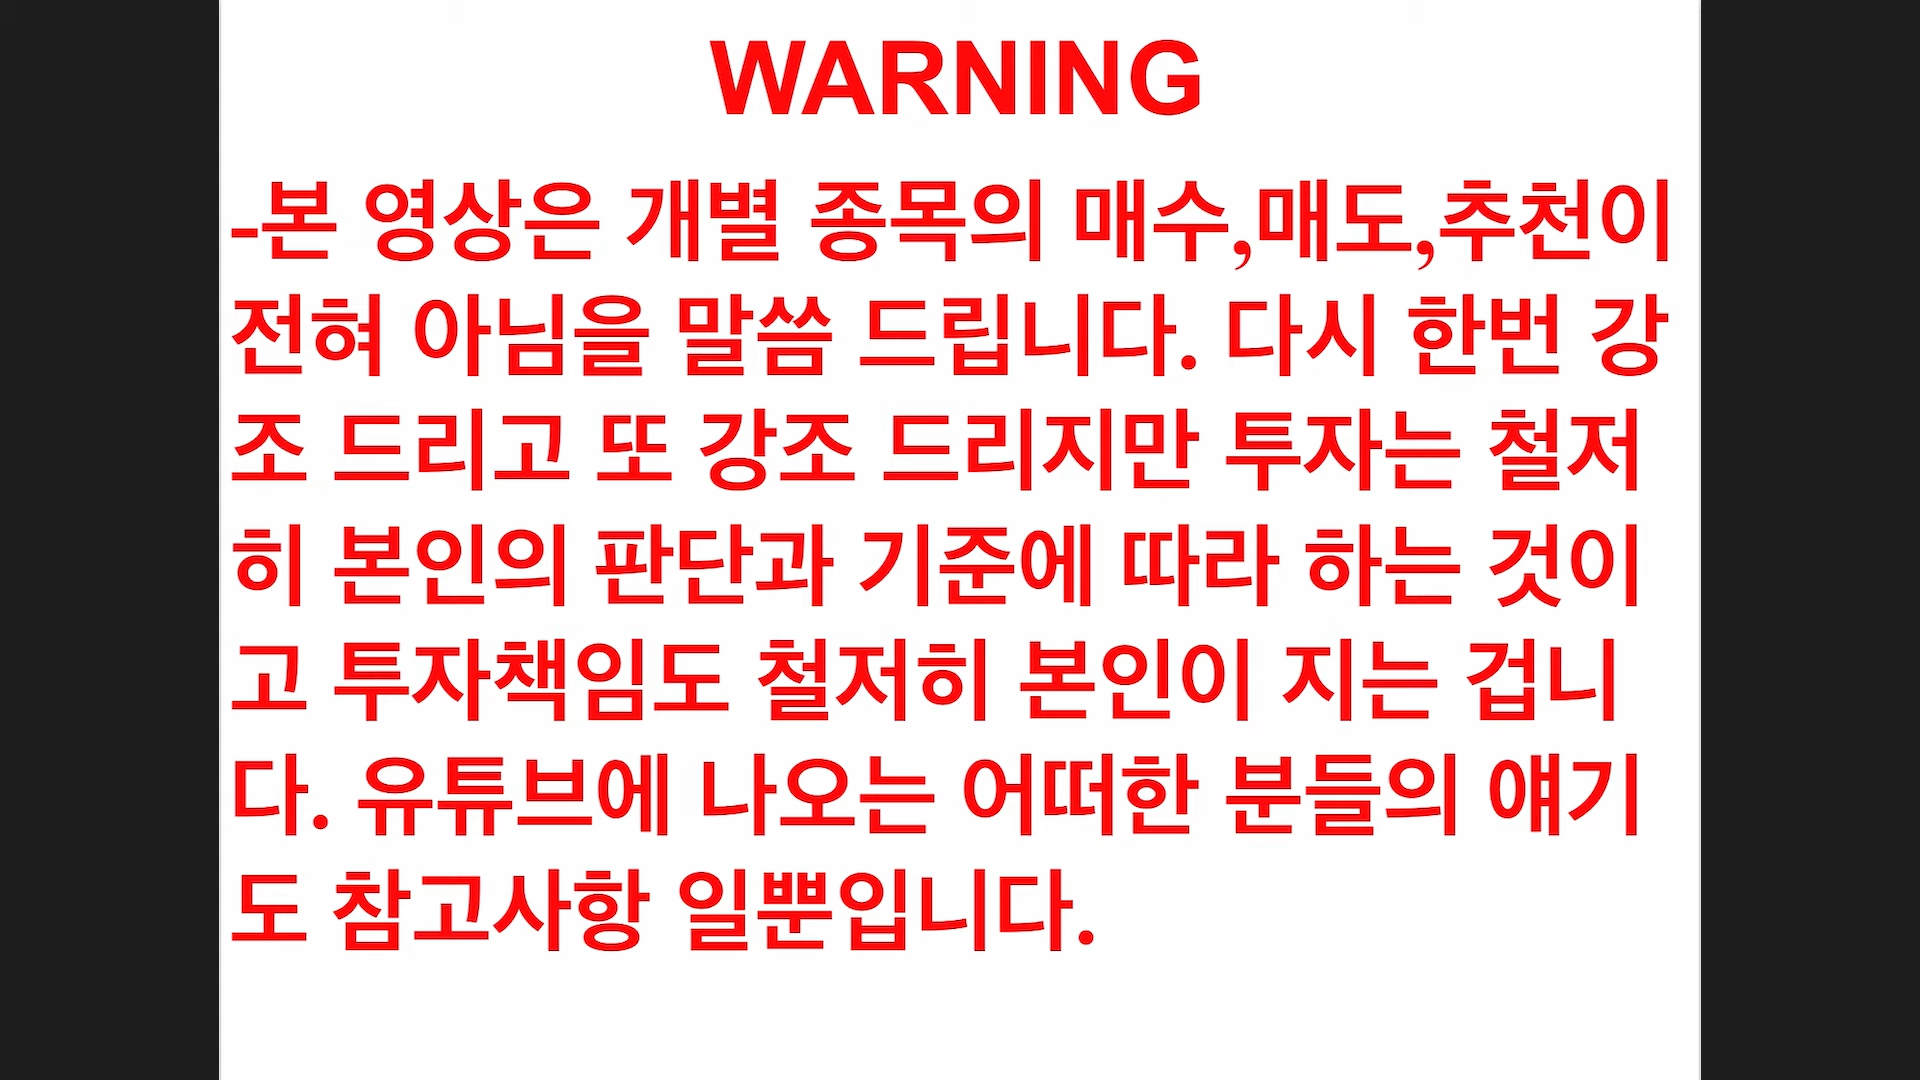 WARNING
-본 영상은 개별 종목의 매수,매도,추천이
전혀 아님을 말씀 드립니다. 다시 한번 강
조 드리고 또 강조 드리지만 투자는 철저
히 본인의 판단과 기준에 따라 하는 것이
고 투자책임도 철저히 본인이 지는 겁니
다. 유튜브에 나오는 어떠한 분들의 얘기
도 참고사항 일뿐입니다.